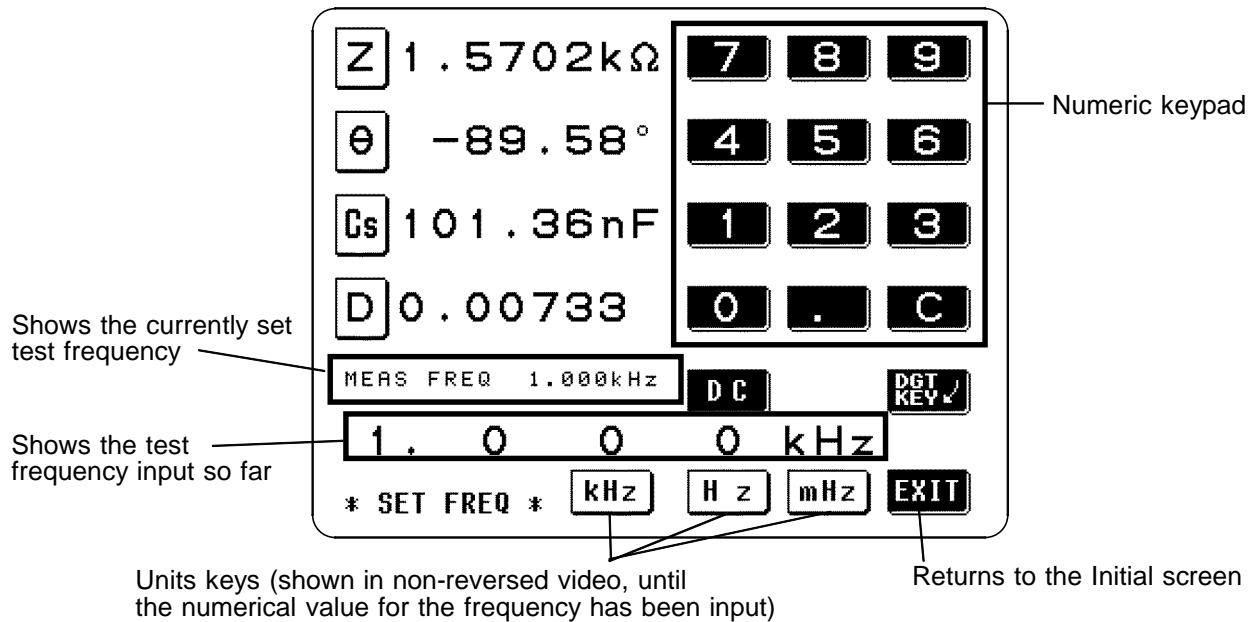 Z 1.5702kΩ 7 8 9
Numeric keypad
θ -89.58° 4 5 6
Cs 101.36nF 1 2 3
D 0.00733 0 . C
Shows the currently set
test frequency
MEAS FREQ 1.000kHz DC DGT
KEY↙
Shows the test
frequency input so far
1. 0 0 0 kHz
* SET FREQ * kHz Hz mHz EXIT
Units keys (shown in non-reversed video, until
the numerical value for the frequency has been input)
Returns to the Initial screen